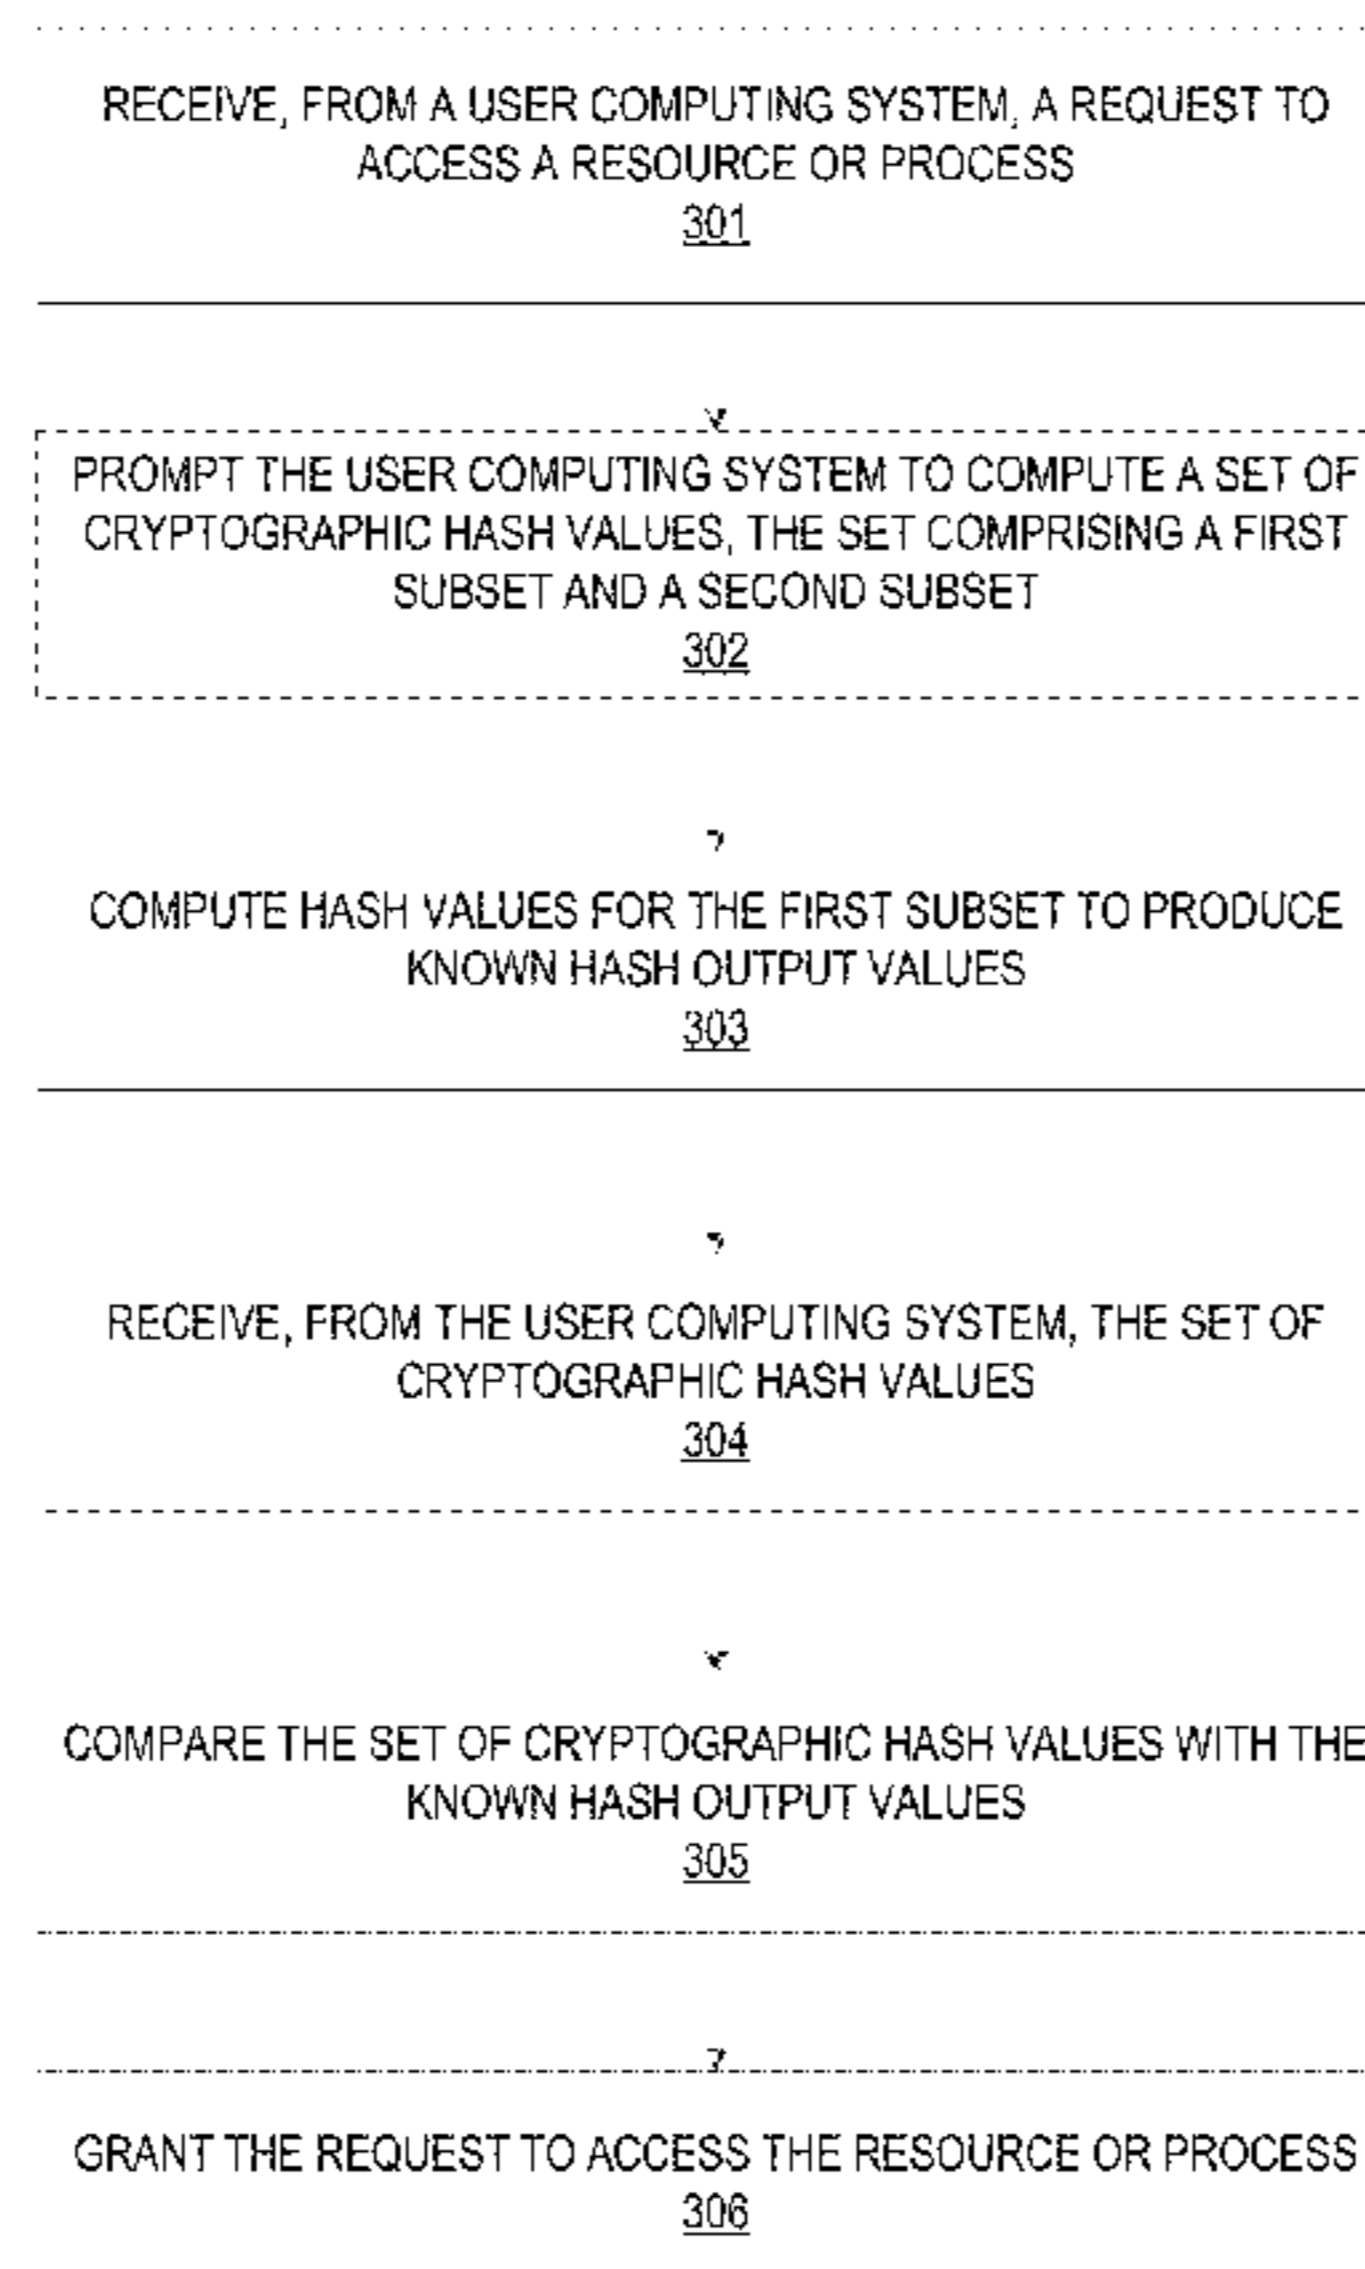 RECEIVE, FROM A USER COMPUTING SYSTEM, A REQUEST TO
ACCESS A RESOURCE OR PROCESS
301
PROMPT THE USER COMPUTING SYSTEM TO COMPUTE A SET OF
CRYPTOGRAPHIC HASH VALUES, THE SET COMPRISING A FIRST
SUBSET AND A SECOND SUBSET
302
COMPUTE HASH VALUES FOR THE FIRST SUBSET TO PRODUCE
KNOWN HASH OUTPUT VALUES
303
RECEIVE, FROM THE USER COMPUTING SYSTEM, THE SET OF
CRYPTOGRAPHIC HASH VALUES
304
COMPARE THE SET OF CRYPTOGRAPHIC HASH VALUES WITH THE
KNOWN HASH OUTPUT VALUES
305
GRANT THE REQUEST TO ACCESS THE RESOURCE OR PROCESS
306